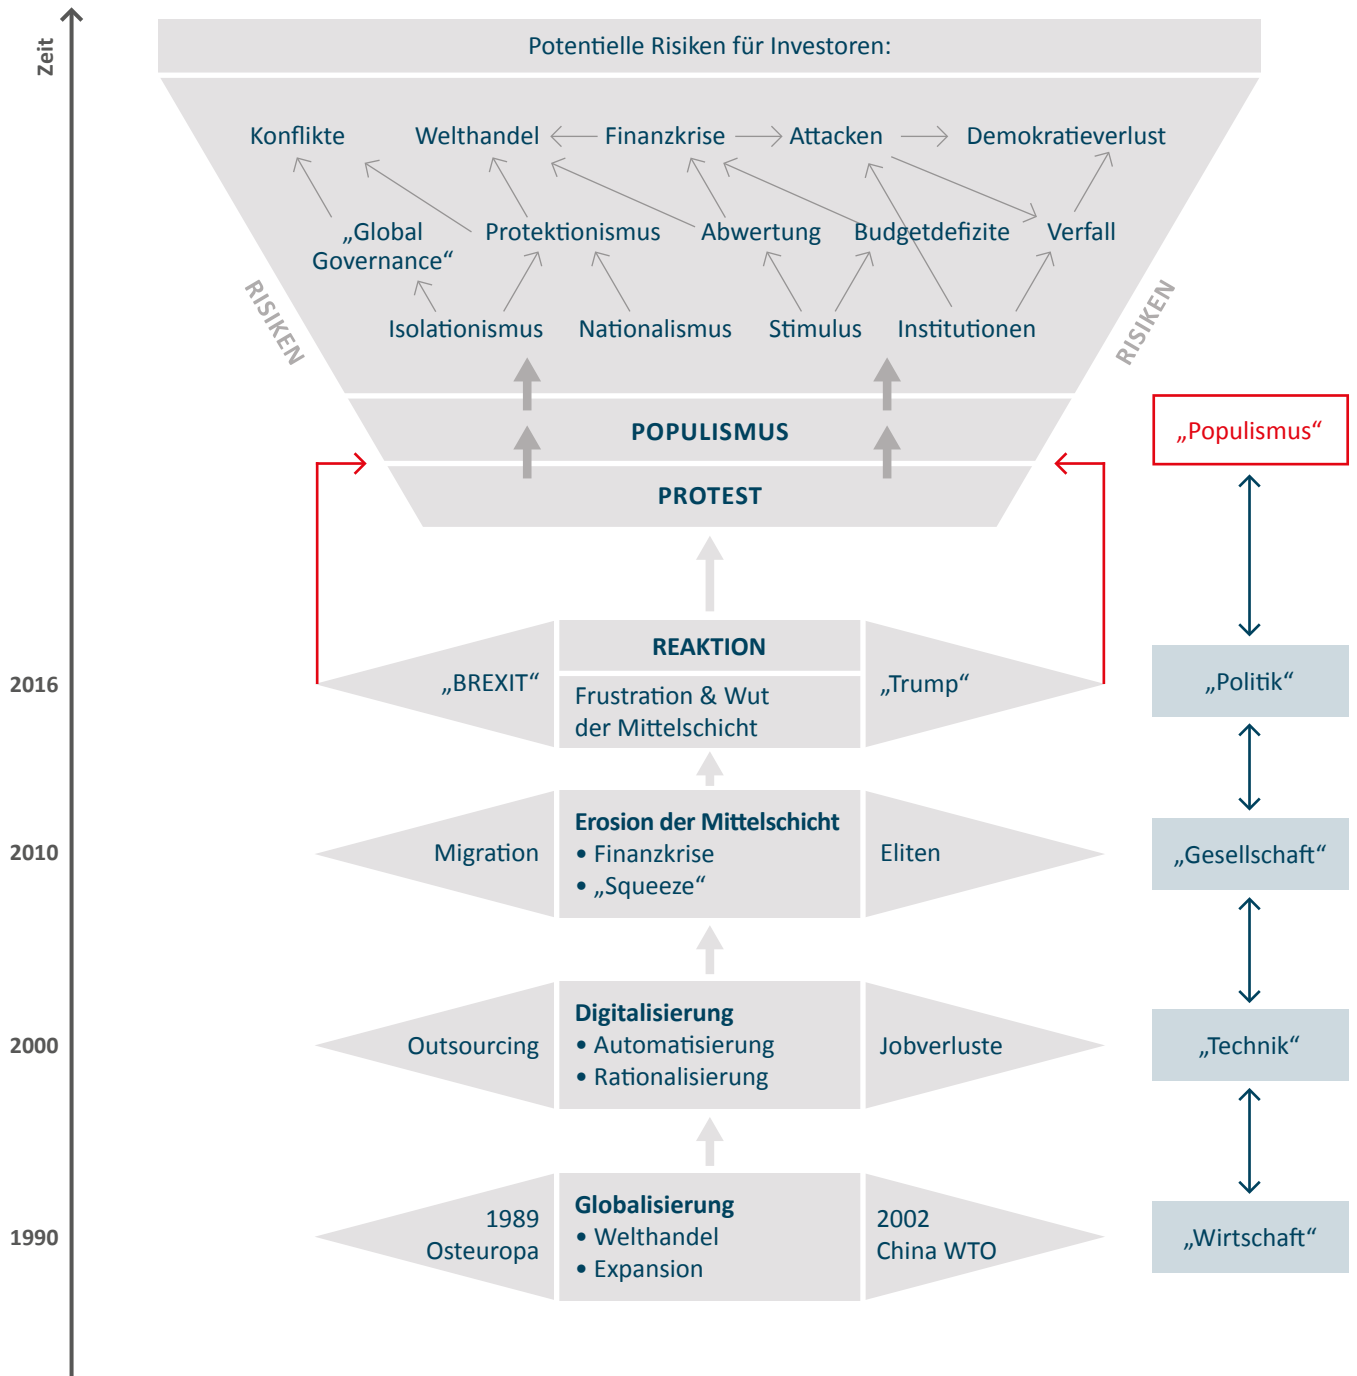 Zeit
Potentielle Risiken für Investoren:
Konflikte
Welthandel
Finanzkrise
Attacken
Demokratieverlust
„Global
Governance“
Protektionismus
Abwertung
Budgetdefizite
Verfall
RISIKEN
RISIKEN
Isolationismus
Nationalismus
Stimulus
Institutionen
POPULISMUS
„Populismus“
PROTEST
2016
„BREXIT“
REAKTION
Frustration & Wut
der Mittelschicht
„Trump“
„Politik“
2010
Migration
Erosion der Mittelschicht
• Finanzkrise
• „Squeeze“
Eliten
„Gesellschaft“
2000
Outsourcing
Digitalisierung
• Automatisierung
• Rationalisierung
Jobverluste
„Technik“
1990
1989
Osteuropa
Globalisierung
• Welthandel
• Expansion
2002
China WTO
„Wirtschaft“